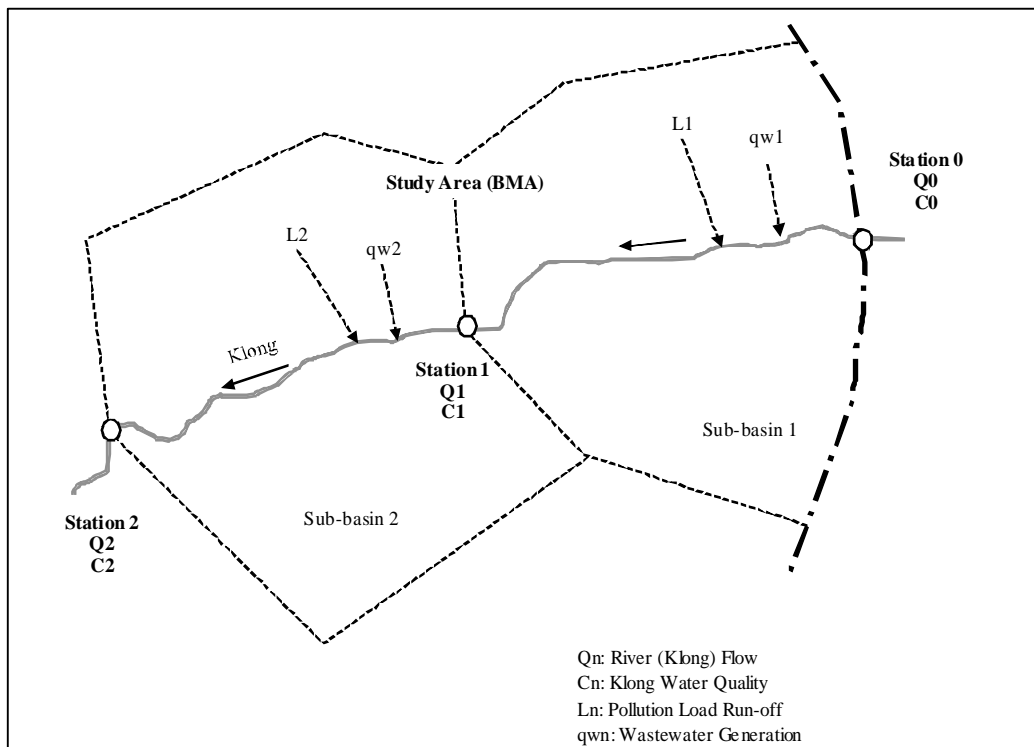 L1
qw1
Station 0
Q0
C0
Study Area (BMA)
L2
qw2
Klong
Station 1
Q1
C1
Sub-basin 1
Station 2
Q2
C2
Sub-basin 2
Qn: River (Klong) Flow
Cn: Klong Water Quality
Ln: Pollution Load Run-off
qwn: Wastewater Generation